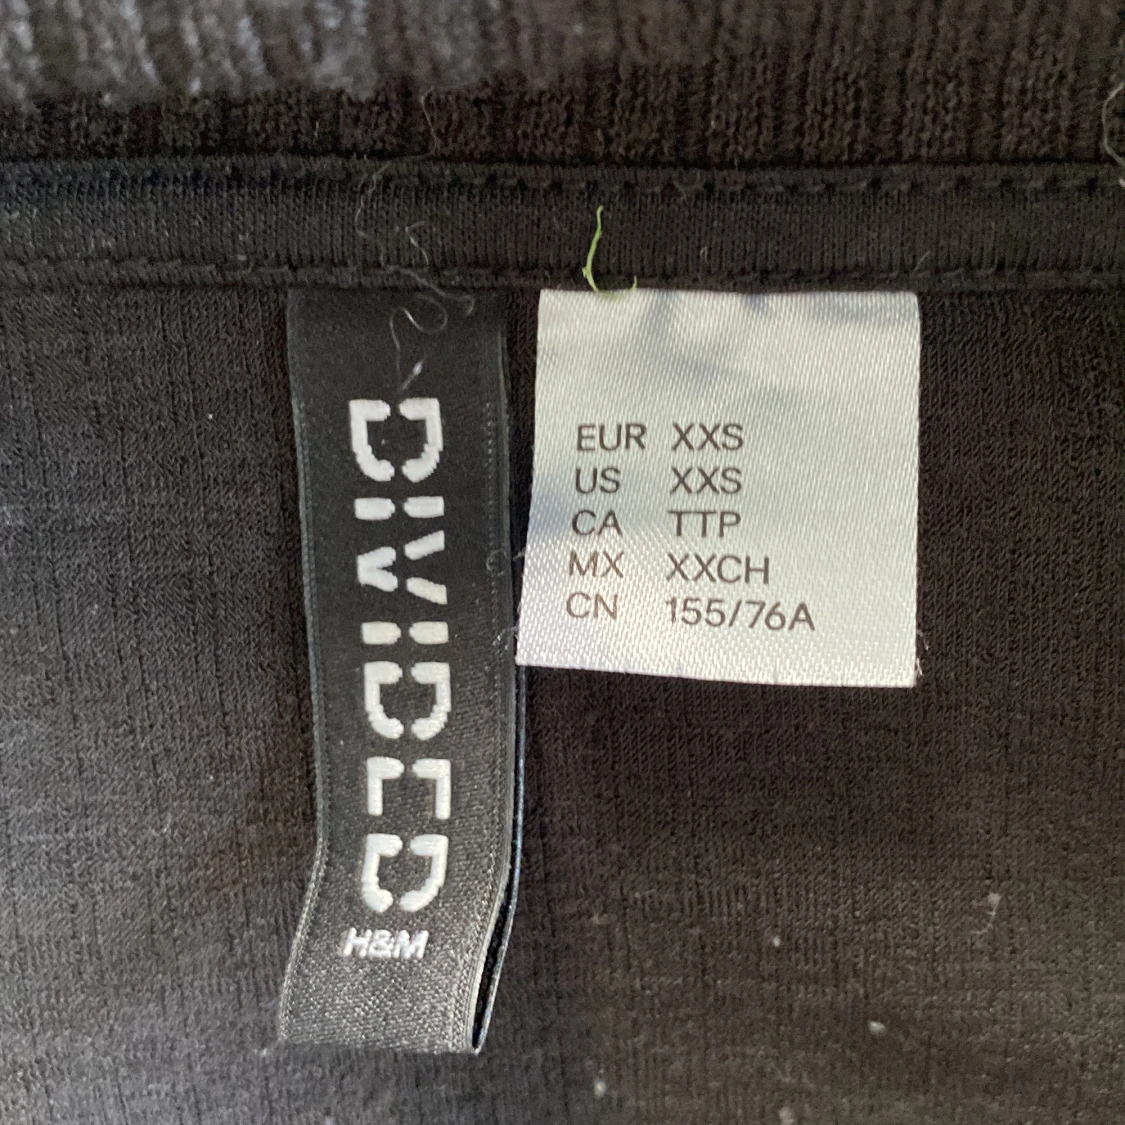 DIVIDED
H&M
EUR XXS
US XXS
CA TTP
MX XXCH
CN 155/76A